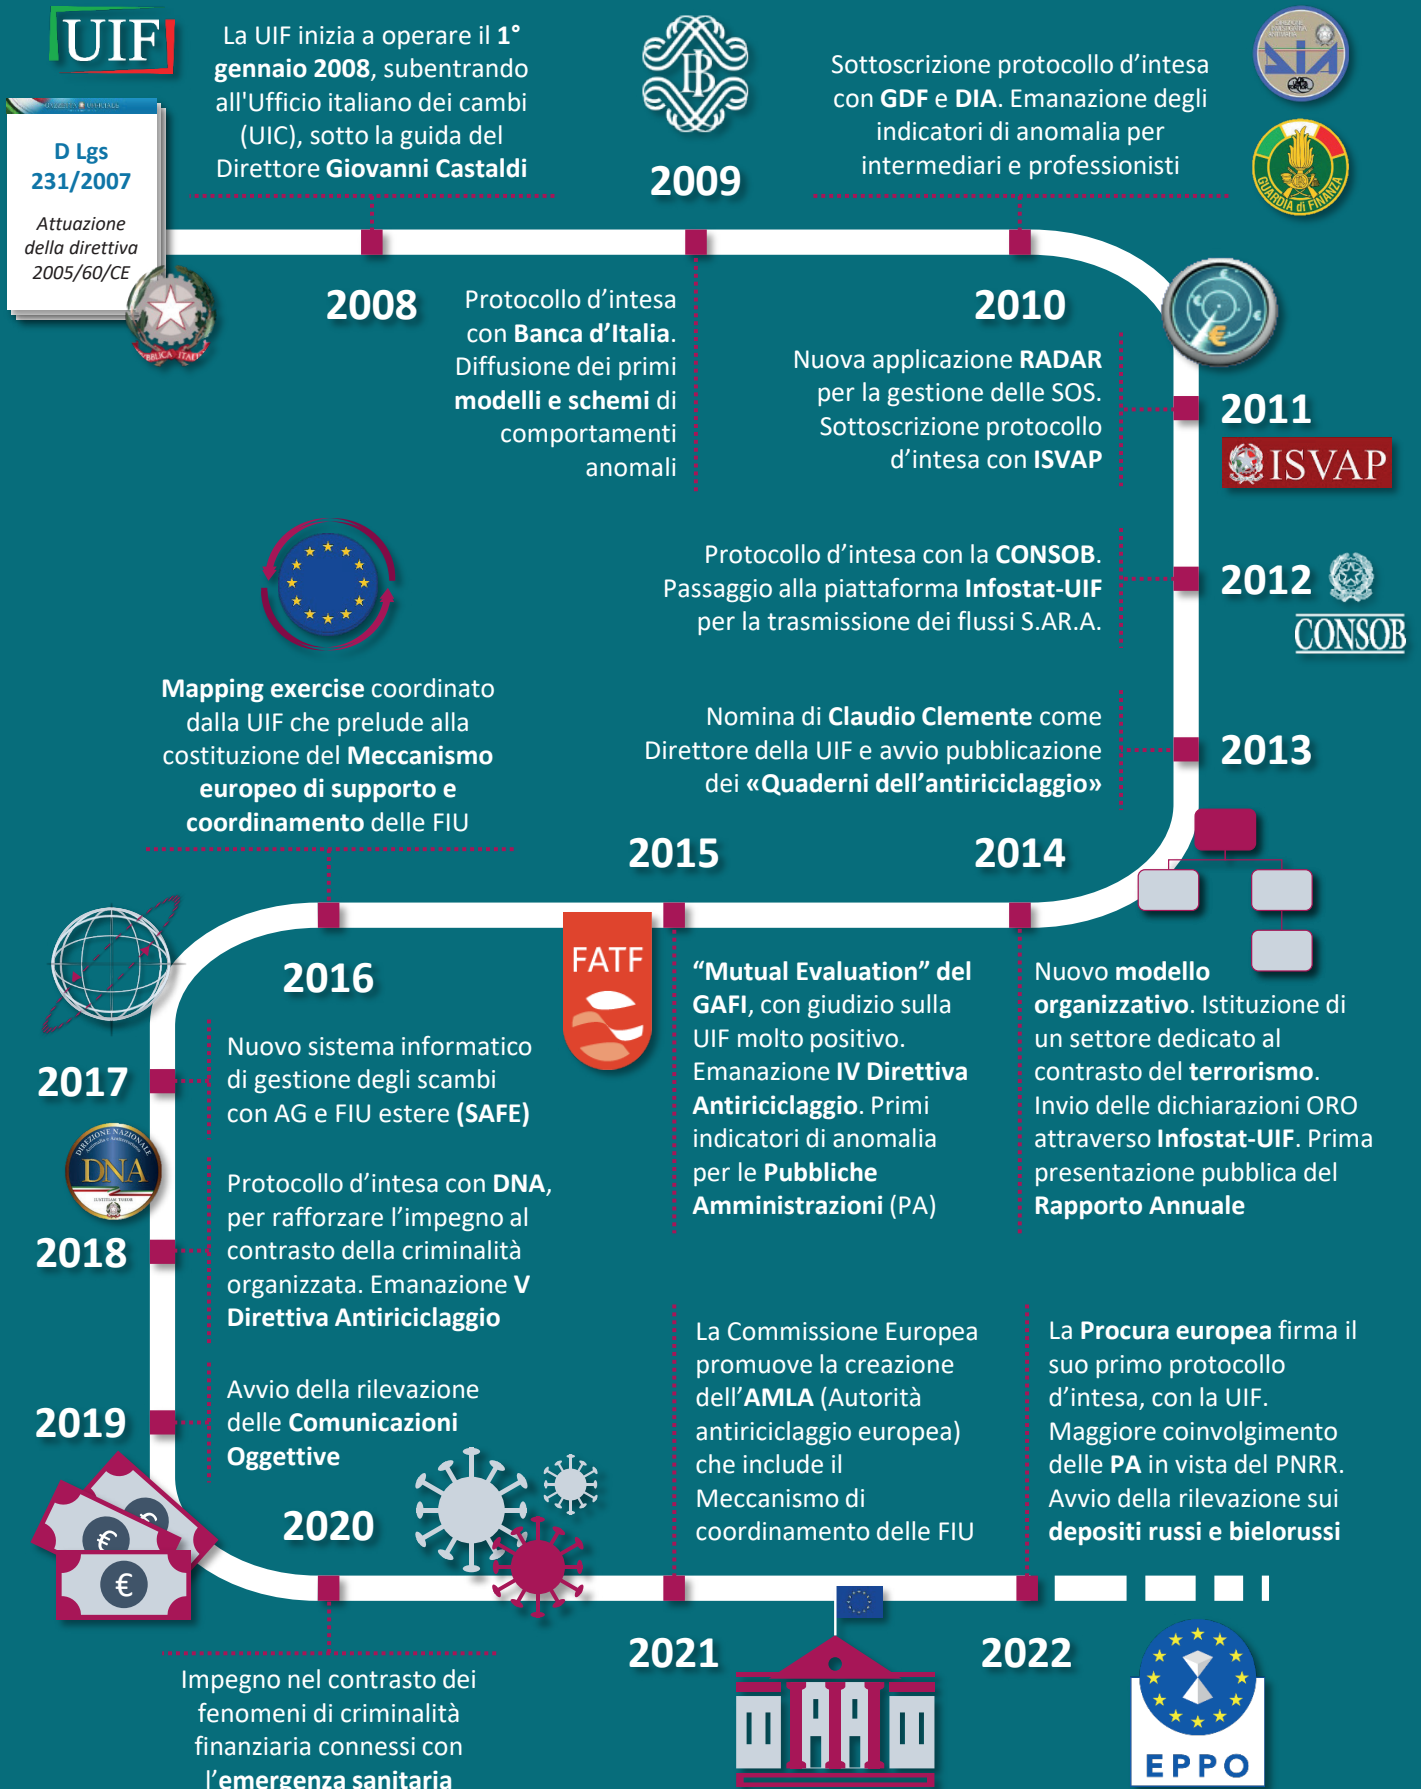 UIF
La UIF inizia a operare il 1°
gennaio 2008, subentrando
all'Ufficio italiano dei cambi
(UIC), sotto la guida del
Direttore Giovanni Castaldi
GAZZETTA UFFICIALE
D Lgs
231/2007
Attuazione
della direttiva
2005/60/CE
2008
2009
Protocollo d’intesa
con Banca d’Italia.
Diffusione dei primi
modelli e schemi di
comportamenti
anomali
Sottoscrizione protocollo d’intesa
con GDF e DIA. Emanazione degli
indicatori di anomalia per
intermediari e professionisti
DIA
GUARDIA di FINANZA
2010
Nuova applicazione RADAR
per la gestione delle SOS.
Sottoscrizione protocollo
d’intesa con ISVAP
2011
ISVAP
Protocollo d’intesa con la CONSOB.
Passaggio alla piattaforma Infostat-UIF
per la trasmissione dei flussi S.AR.A.
2012
CONSOB
Nomina di Claudio Clemente come
Direttore della UIF e avvio pubblicazione
dei «Quaderni dell’antiriciclaggio»
2013
2014
Nuovo modello
organizzativo. Istituzione di
un settore dedicato al
contrasto del terrorismo.
Invio delle dichiarazioni ORO
attraverso Infostat-UIF. Prima
presentazione pubblica del
Rapporto Annuale
2015
FATF
“Mutual Evaluation” del
GAFI, con giudizio sulla
UIF molto positivo.
Emanazione IV Direttiva
Antiriciclaggio. Primi
indicatori di anomalia
per le Pubbliche
Amministrazioni (PA)
Mapping exercise coordinato
dalla UIF che prelude alla
costituzione del Meccanismo
europeo di supporto e
coordinamento delle FIU
2016
2017
Nuovo sistema informatico
di gestione degli scambi
con AG e FIU estere (SAFE)
DIREZIONE NAZIONALE
DNA
2018
Protocollo d’intesa con DNA,
per rafforzare l’impegno al
contrasto della criminalità
organizzata. Emanazione V
Direttiva Antiriciclaggio
2019
Avvio della rilevazione
delle Comunicazioni
Oggettive
€
€
2020
Impegno nel contrasto dei
fenomeni di criminalità
finanziaria connessi con
l’emergenza sanitaria
La Commissione Europea
promuove la creazione
dell’AMLA (Autorità
antiriciclaggio europea)
che include il
Meccanismo di
coordinamento delle FIU
2021
La Procura europea firma il
suo primo protocollo
d’intesa, con la UIF.
Maggiore coinvolgimento
delle PA in vista del PNRR.
Avvio della rilevazione sui
depositi russi e bielorussi
2022
EPPO